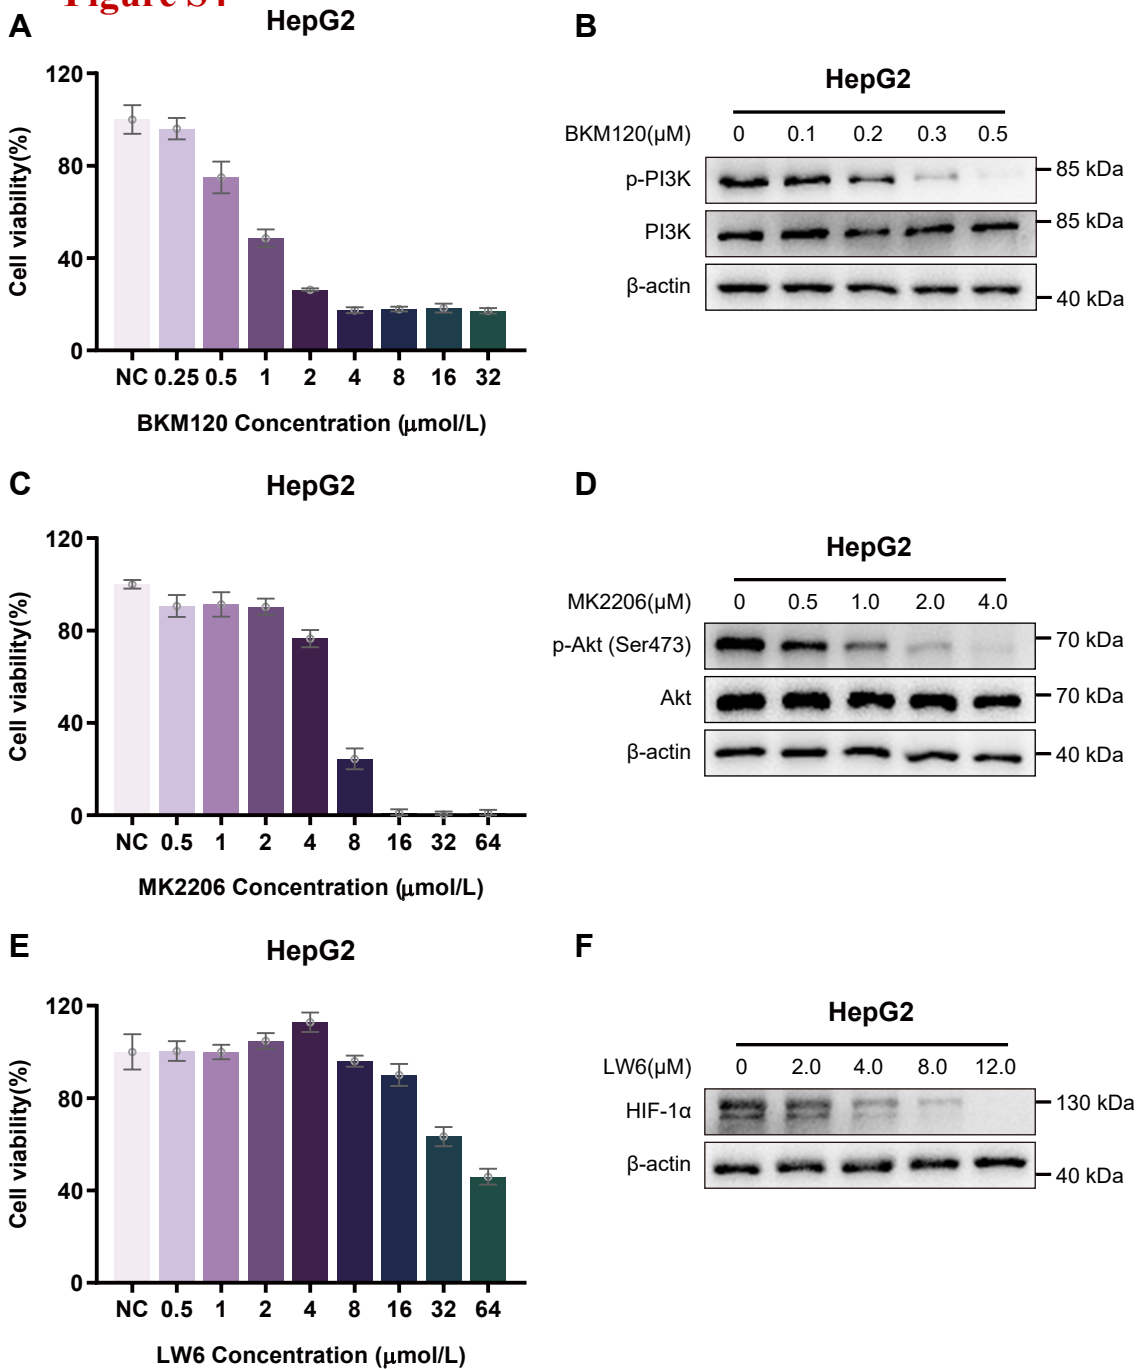 Figure S4
A
HepG2
Cell viability(%)
120
80
40
0
NC 0.25 0.5 1 2 4 8 16 32
BKM120 Concentration (μmol/L)
B
HepG2
BKM120(μM) 0 0.1 0.2 0.3 0.5
p-PI3K 85 kDa
PI3K 85 kDa
β-actin 40 kDa
C
HepG2
Cell viability(%)
120
80
40
0
NC 0.5 1 2 4 8 16 32 64
MK2206 Concentration (μmol/L)
D
HepG2
MK2206(μM) 0 0.5 1.0 2.0 4.0
p-Akt (Ser473) 70 kDa
Akt 70 kDa
β-actin 40 kDa
E
HepG2
Cell viability(%)
120
80
40
0
NC 0.5 1 2 4 8 16 32 64
LW6 Concentration (μmol/L)
F
HepG2
LW6(μM) 0 2.0 4.0 8.0 12.0
HIF-1α 130 kDa
β-actin 40 kDa